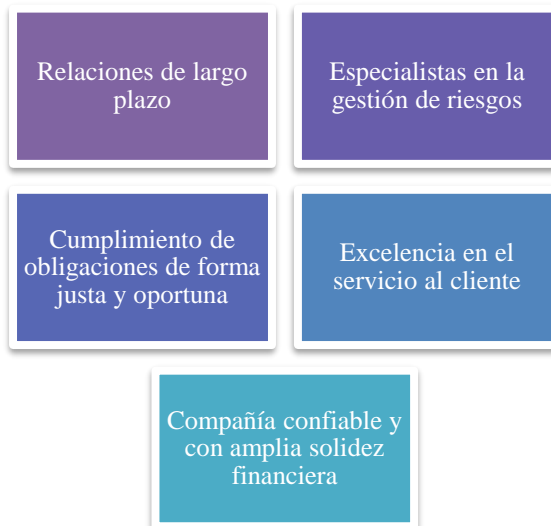 Relaciones de largo
plazo
Especialistas en la
gestión de riesgos
Cumplimiento de
obligaciones de forma
justa y oportuna
Excelencia en el
servicio al cliente
Compañía confiable y
con amplia solidez
financiera